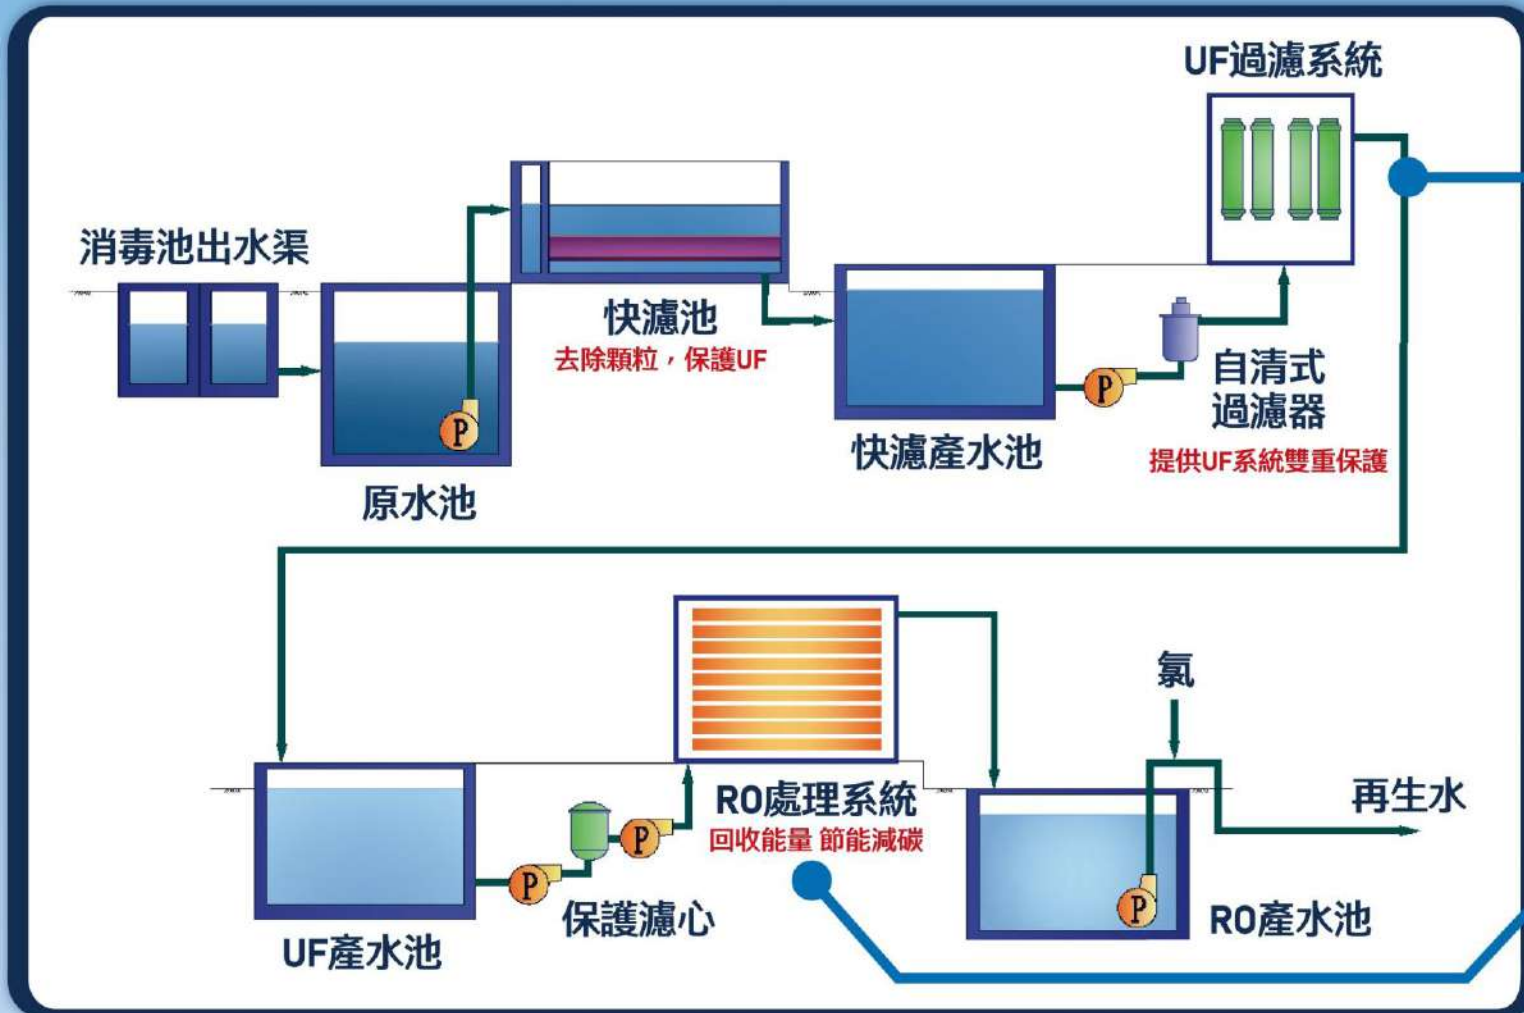 UF過濾系統
消毒池出水渠
快濾池
去除顆粒，保護UF
P
原水池
快濾產水池
P
自清式
過濾器
提供UF系統雙重保護
UF產水池
P
保護濾心
P
RO處理系統
回收能量 節能減碳
氯
再生水
P
RO產水池